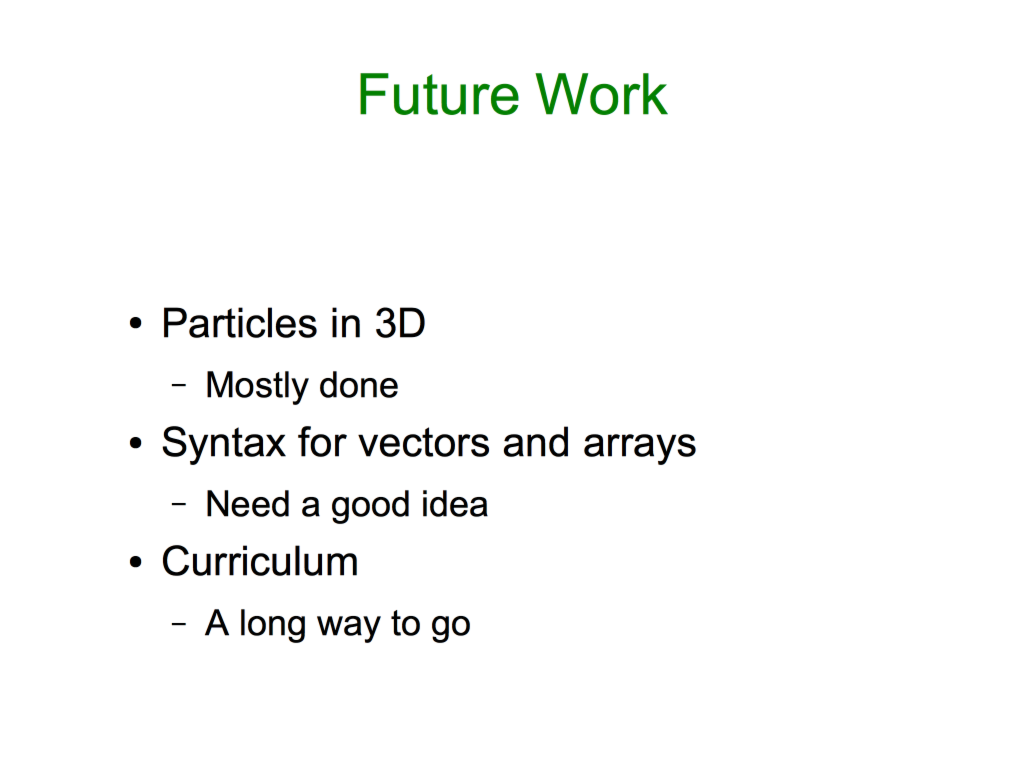 Future Work
• Particles in 3D
– Mostly done
• Syntax for vectors and arrays
– Need a good idea
• Curriculum
– A long way to go